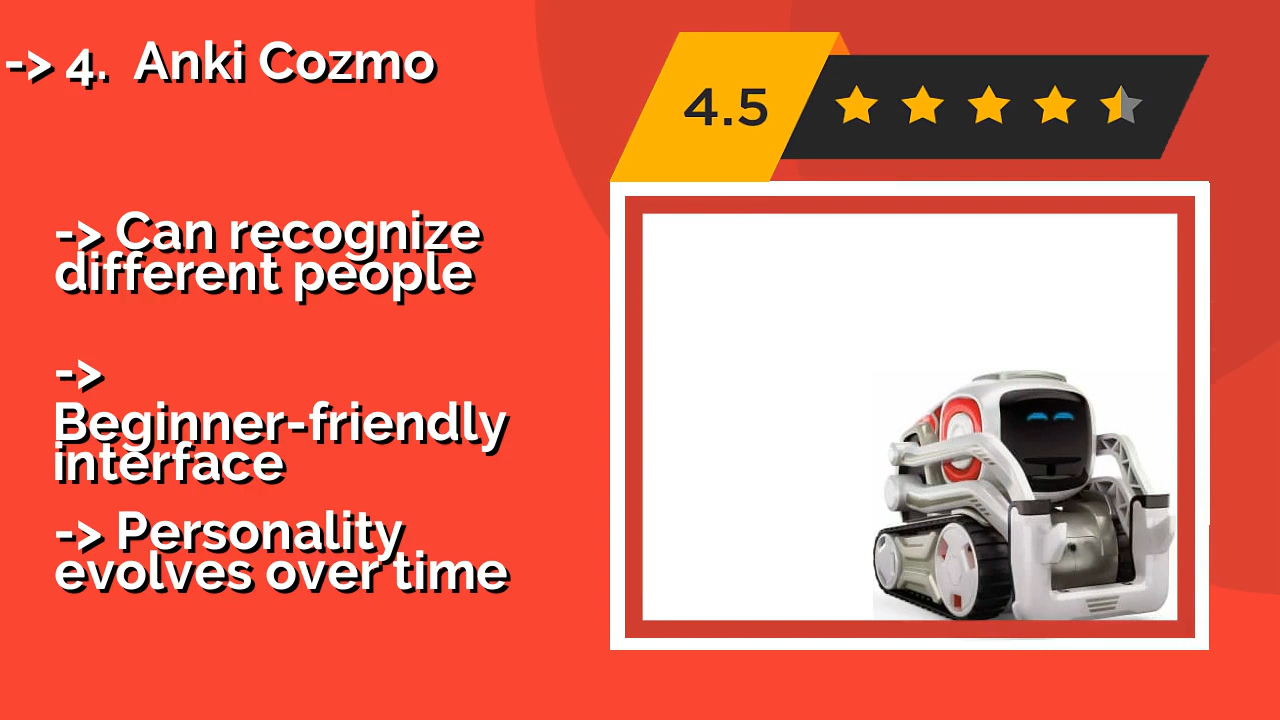 -> 4.  Anki Cozmo
4.5
-> Can recognize
different people
->
Beginner-friendly
interface
-> Personality
evolves over time